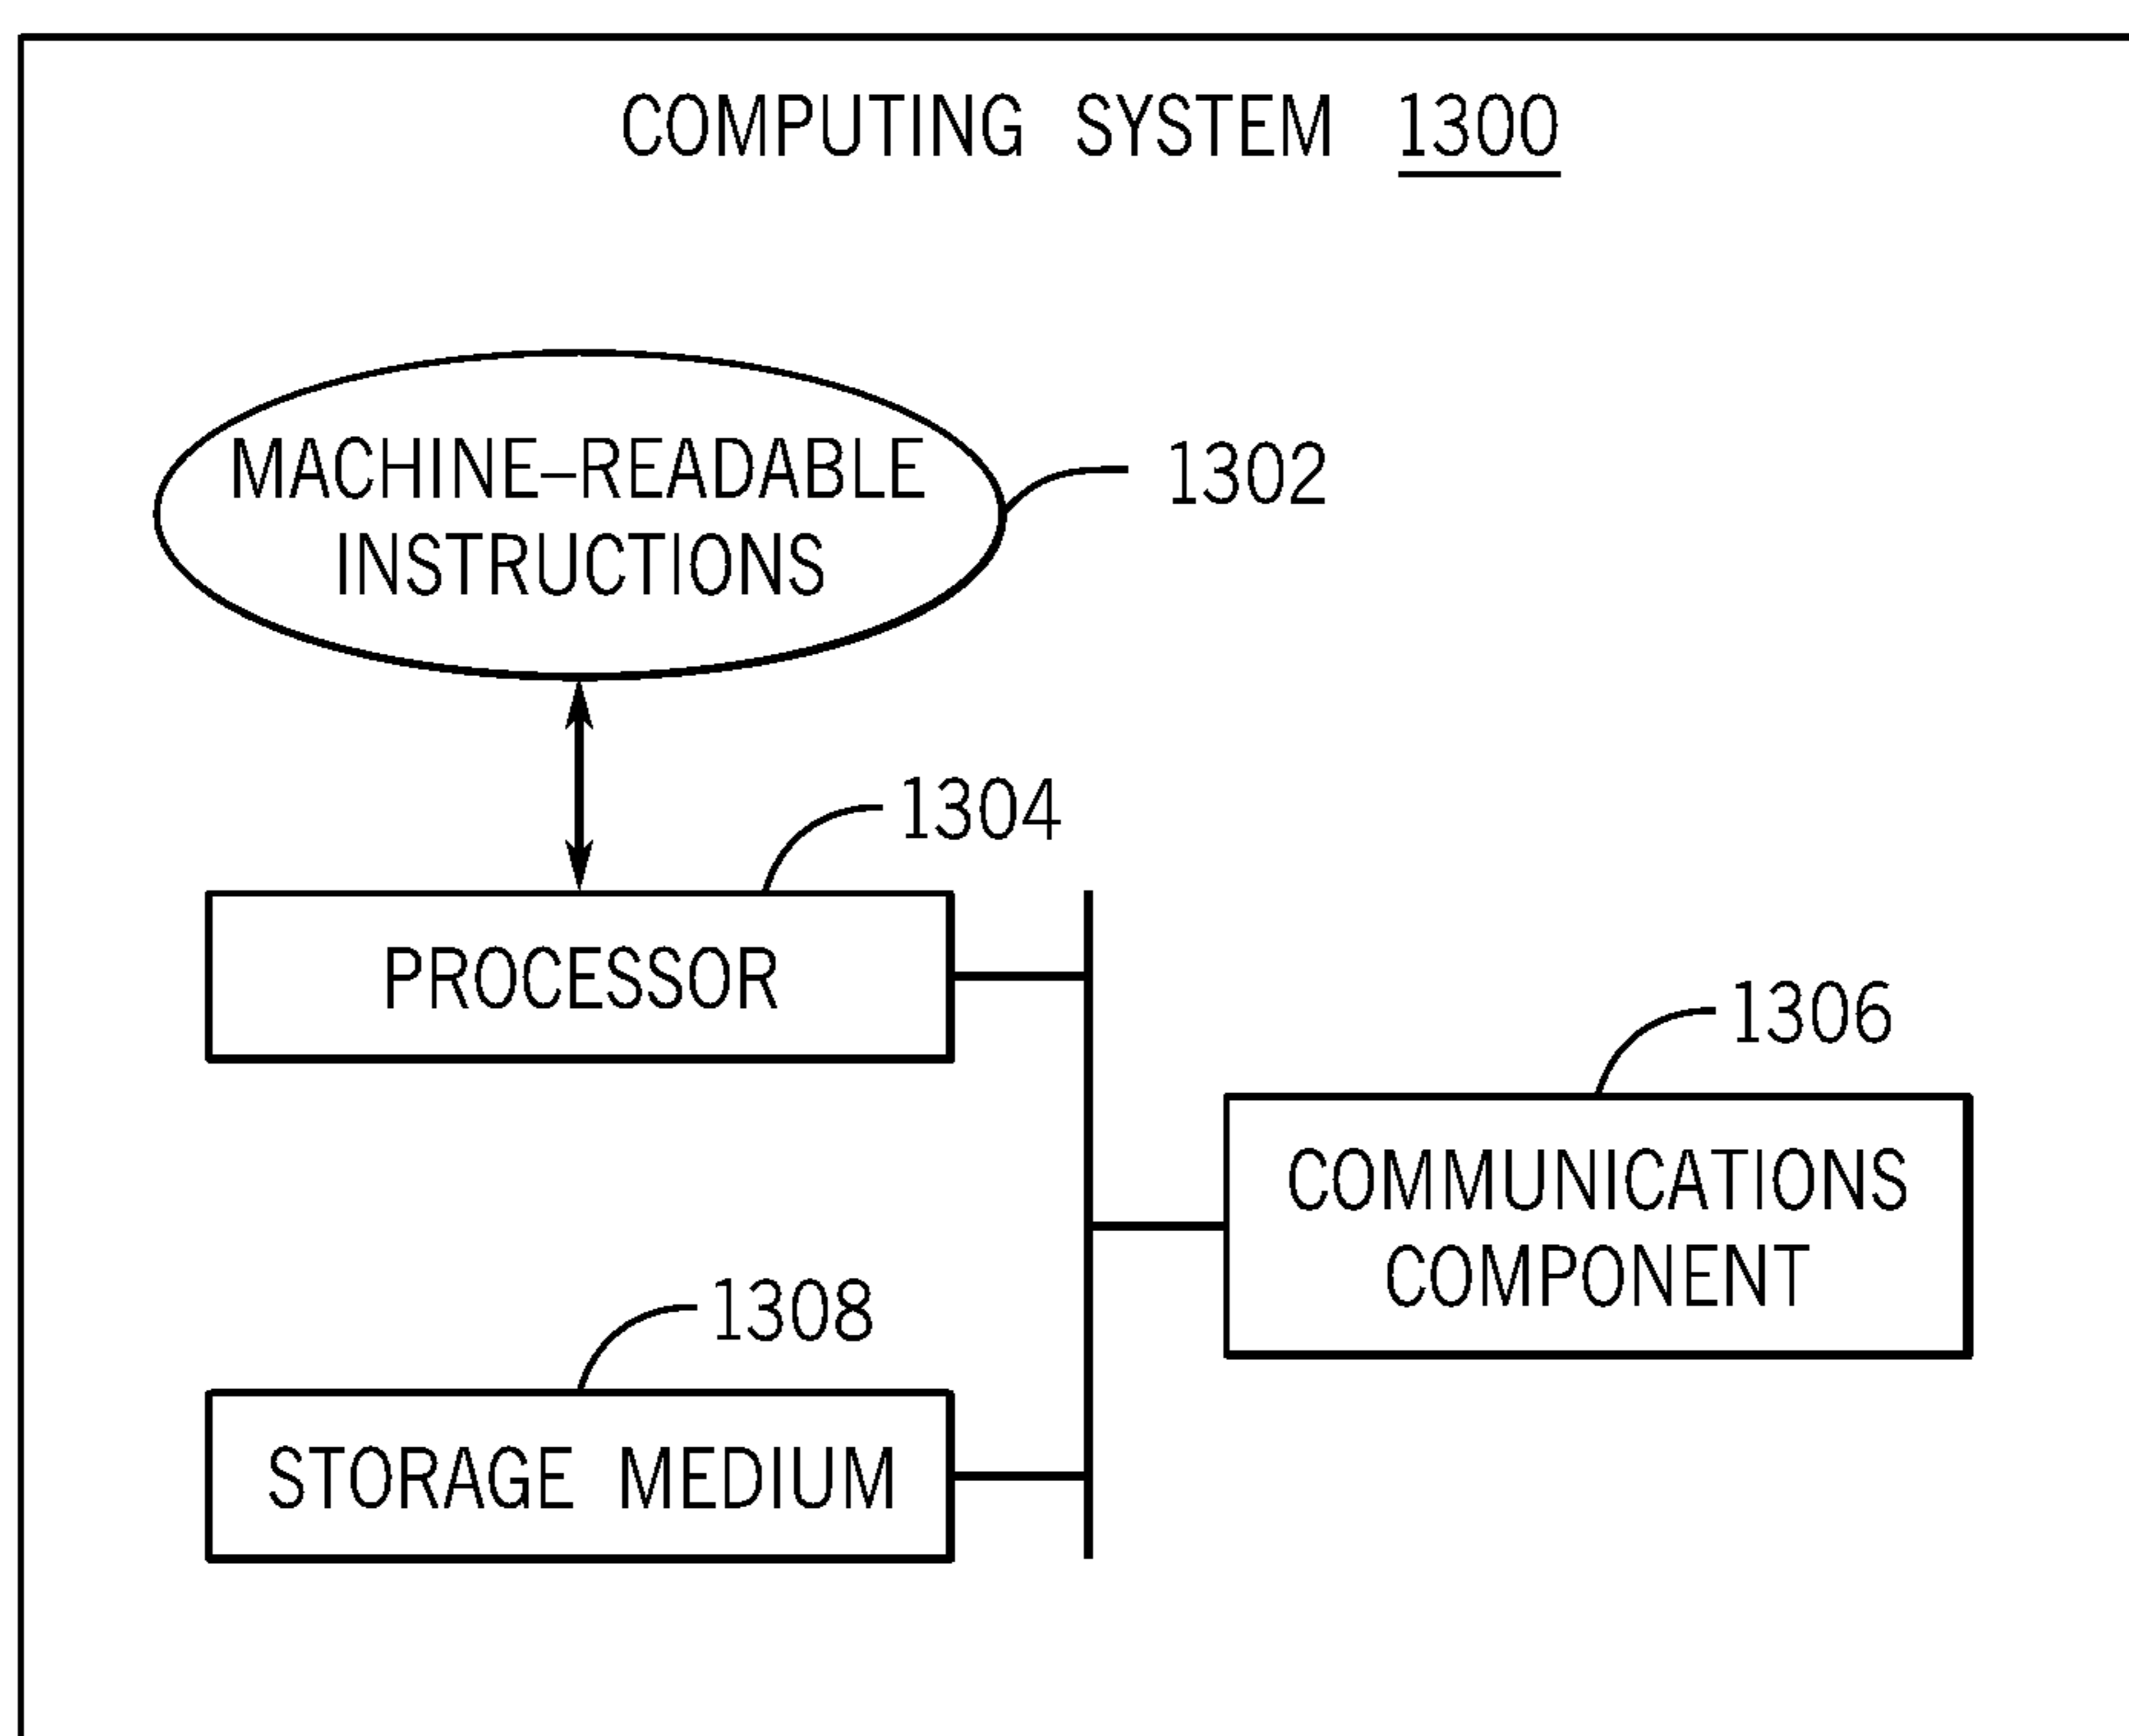 COMPUTING SYSTEM 1300
MACHINE–READABLE
INSTRUCTIONS
1302
1304
PROCESSOR
1306
COMMUNICATIONS
COMPONENT
1308
STORAGE MEDIUM